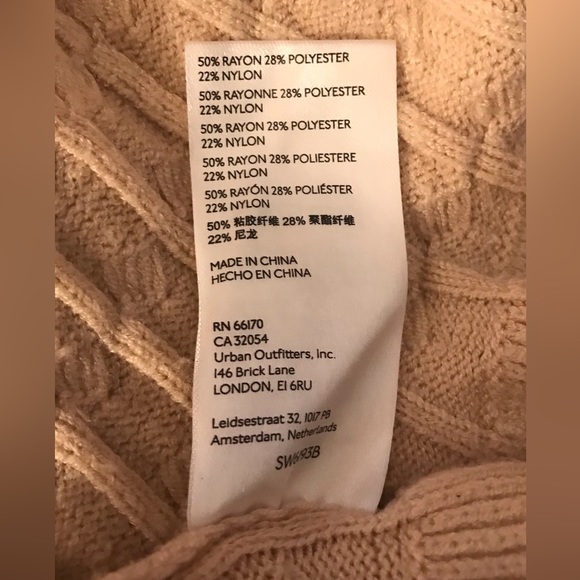 50% RAYON 28% POLYESTER
22% NYLON
50% RAYONNE 28% POLYESTER
22% NYLON
50% RAYON 28% POLYESTER
22% NYLON
50% RAYON 28% POLIESTERE
22% NYLON
50% RAYÓN 28% POLIÉSTER
22% NYLON
50% 粘胶纤维 28% 聚酯纤维
22% 尼龙
MADE IN CHINA
HECHO EN CHINA
RN 66170
CA 32054
Urban Outfitters, Inc.
146 Brick Lane
LONDON, E1 6RU
Leidsestraat 32, 1017 PB
Amsterdam, Netherlands